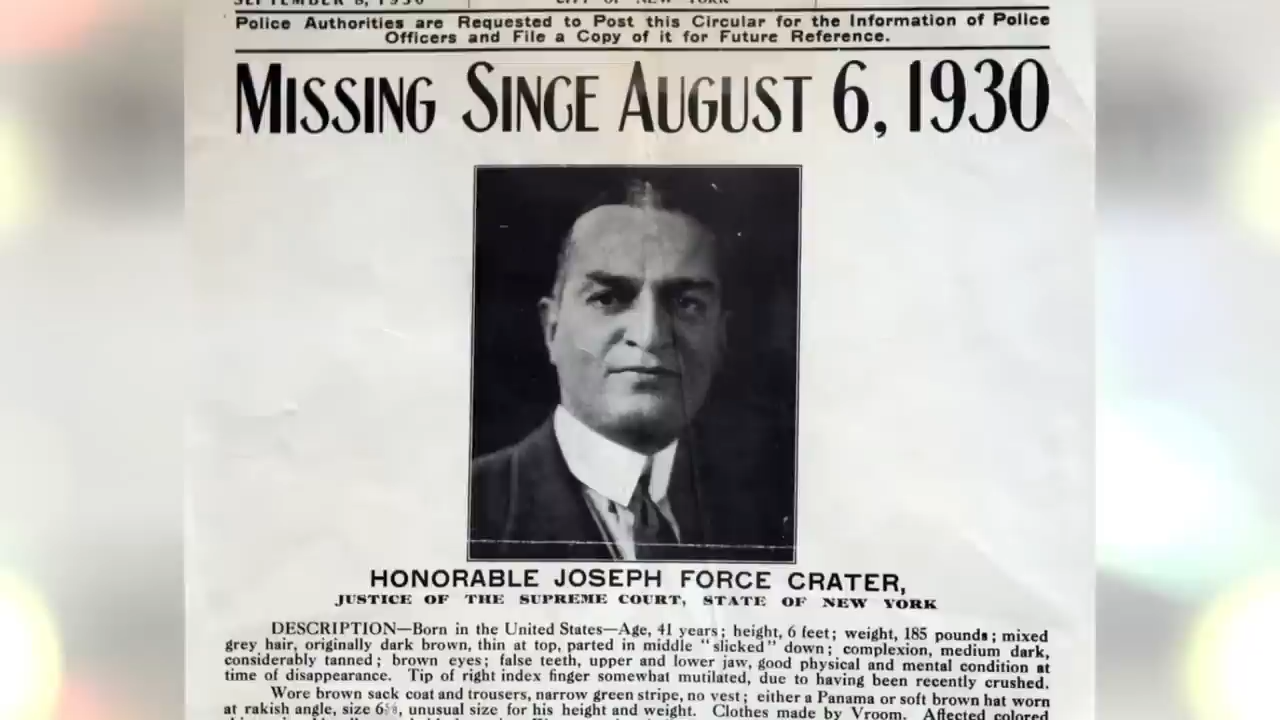 SEPTEMBER 8, 1930 CITY OF NEW YORK
Police Authorities are Requested to Post this Circular for the Information of Police
Officers and File a Copy of it for Future Reference.
MISSING SINCE AUGUST 6, 1930
HONORABLE JOSEPH FORCE CRATER,
JUSTICE OF THE SUPREME COURT, STATE OF NEW YORK
DESCRIPTION—Born in the United States—Age, 41 years; height, 6 feet; weight, 185 pounds; mixed
grey hair, originally dark brown, thin at top, parted in middle "slicked" down; complexion, medium dark,
considerably tanned; brown eyes; false teeth, upper and lower jaw, good physical and mental condition at
time of disappearance. Tip of right index finger somewhat mutilated, due to having been recently crushed.
Wore brown sack coat and trousers, narrow green stripe, no vest; either a Panama or soft brown hat worn
at rakish angle, size unusual size for his height and weight. Clothes made by Vroom. Affected colored